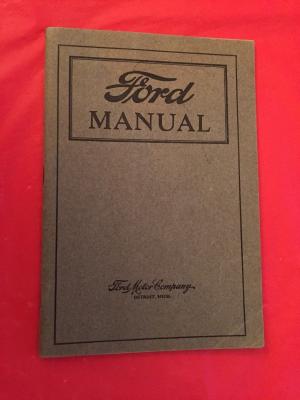 Ford
MANUAL
Ford Motor Company
DETROIT, MICH.